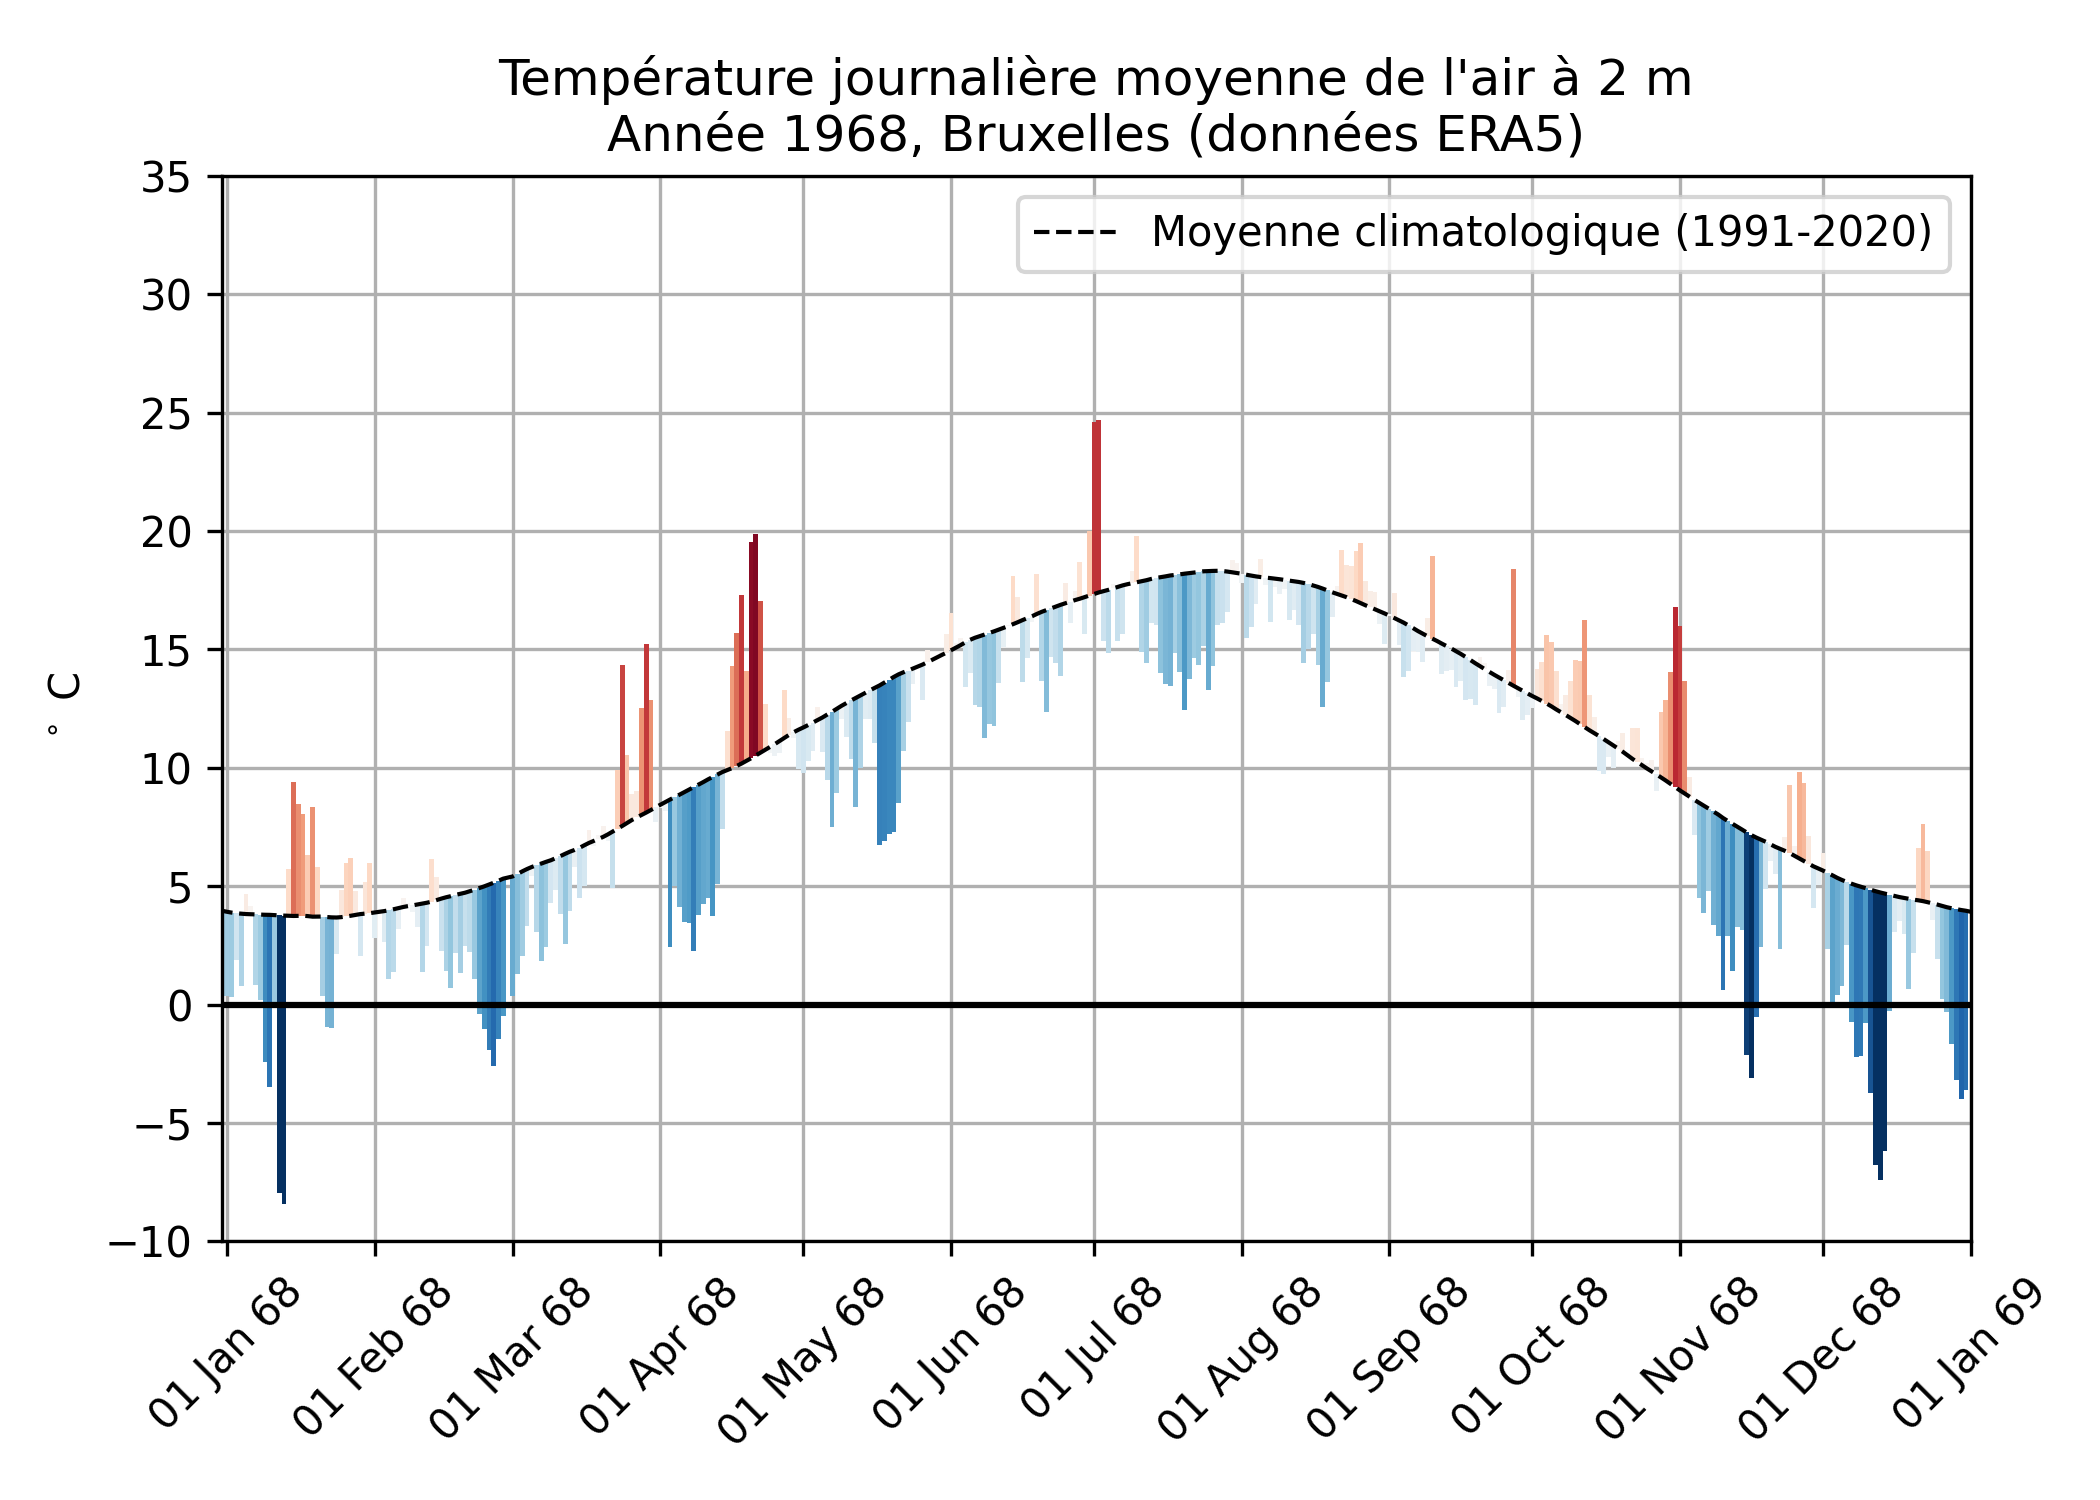 Température journalière moyenne de l'air à 2 m
Année 1968, Bruxelles (données ERA5)
Moyenne climatologique (1991-2020)
35
30
25
20
15
10
5
0
−5
−10
° C
01 Jan 68
01 Feb 68
01 Mar 68
01 Apr 68
01 May 68
01 Jun 68
01 Jul 68
01 Aug 68
01 Sep 68
01 Oct 68
01 Nov 68
01 Dec 68
01 Jan 69